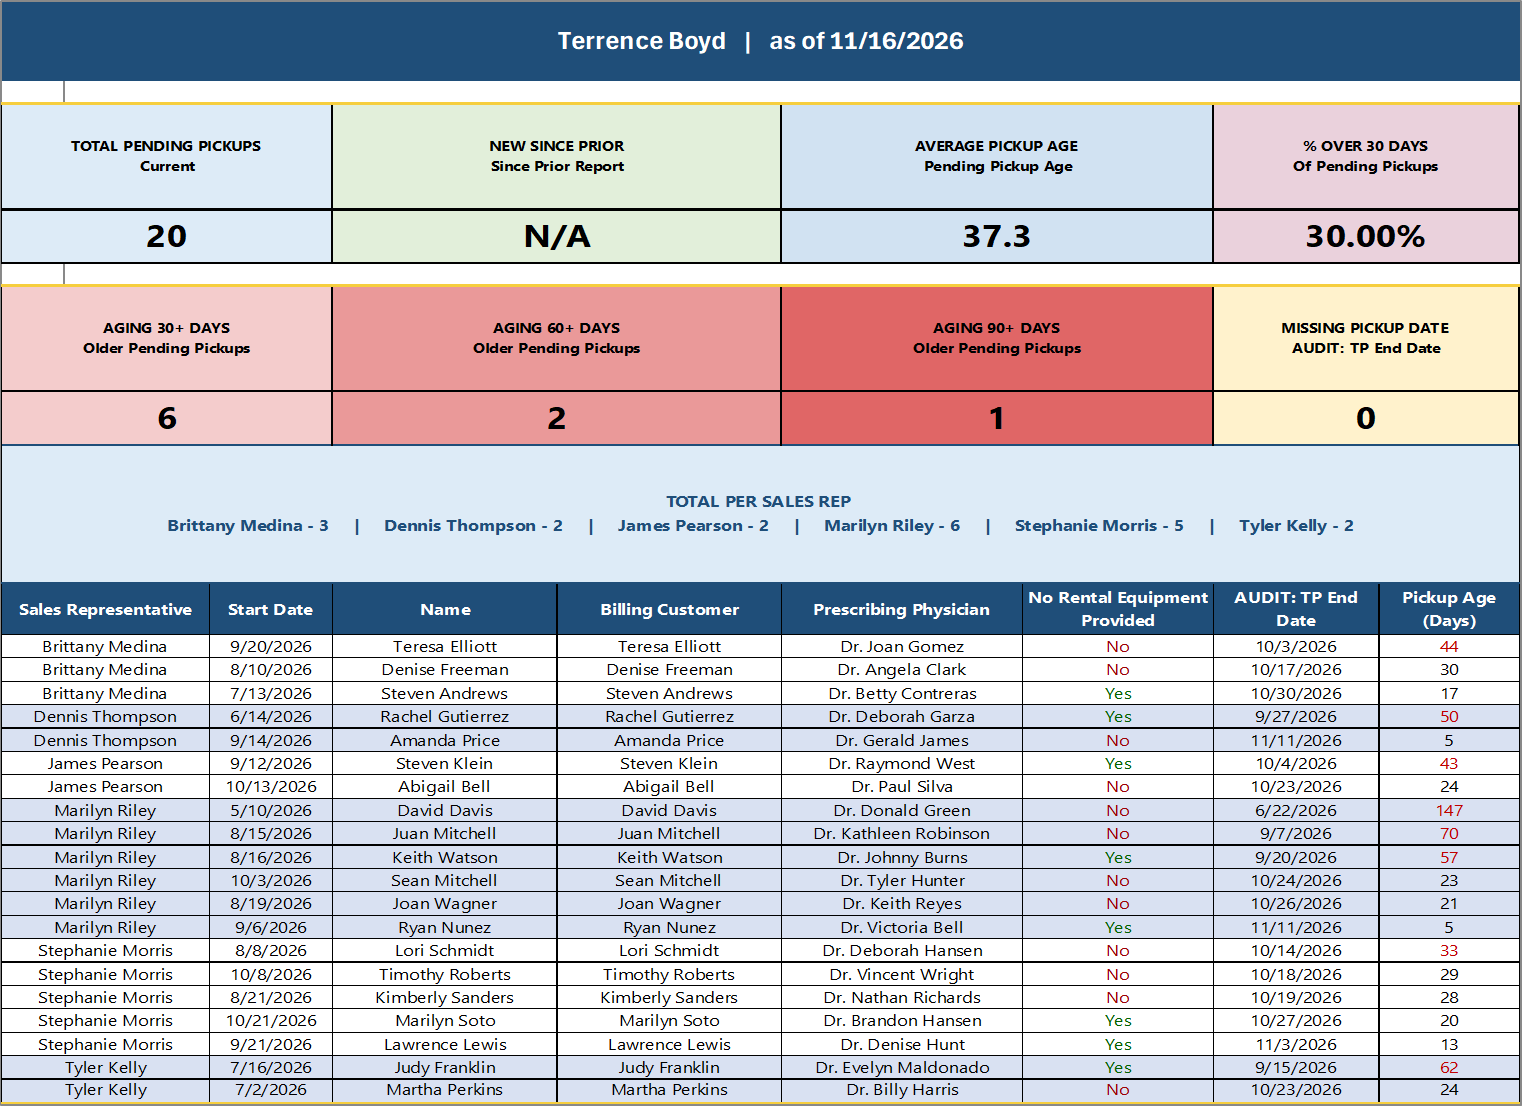 Terrence Boyd | as of 11/16/2026
TOTAL PENDING PICKUPS
Current
NEW SINCE PRIOR
Since Prior Report
AVERAGE PICKUP AGE
Pending Pickup Age
% OVER 30 DAYS
Of Pending Pickups
20 N/A 37.3 30.00%
AGING 30+ DAYS
Older Pending Pickups
AGING 60+ DAYS
Older Pending Pickups
AGING 90+ DAYS
Older Pending Pickups
MISSING PICKUP DATE
AUDIT: TP End Date
6 2 1 0
TOTAL PER SALES REP
Brittany Medina - 3 | Dennis Thompson - 2 | James Pearson - 2 | Marilyn Riley - 6 | Stephanie Morris - 5 | Tyler Kelly - 2
Sales Representative Start Date Name Billing Customer Prescribing Physician No Rental Equipment Provided AUDIT: TP End Date Pickup Age (Days)
Brittany Medina 9/20/2026 Teresa Elliott Teresa Elliott Dr. Joan Gomez No 10/3/2026 44
Brittany Medina 8/10/2026 Denise Freeman Denise Freeman Dr. Angela Clark No 10/17/2026 30
Brittany Medina 7/13/2026 Steven Andrews Steven Andrews Dr. Betty Contreras Yes 10/30/2026 17
Dennis Thompson 6/14/2026 Rachel Gutierrez Rachel Gutierrez Dr. Deborah Garza Yes 9/27/2026 50
Dennis Thompson 9/14/2026 Amanda Price Amanda Price Dr. Gerald James No 11/11/2026 5
James Pearson 9/12/2026 Steven Klein Steven Klein Dr. Raymond West Yes 10/4/2026 43
James Pearson 10/13/2026 Abigail Bell Abigail Bell Dr. Paul Silva No 10/23/2026 24
Marilyn Riley 5/10/2026 David Davis David Davis Dr. Donald Green No 6/22/2026 147
Marilyn Riley 8/15/2026 Juan Mitchell Juan Mitchell Dr. Kathleen Robinson No 9/7/2026 70
Marilyn Riley 8/16/2026 Keith Watson Keith Watson Dr. Johnny Burns Yes 9/20/2026 57
Marilyn Riley 10/3/2026 Sean Mitchell Sean Mitchell Dr. Tyler Hunter No 10/24/2026 23
Marilyn Riley 8/19/2026 Joan Wagner Joan Wagner Dr. Keith Reyes No 10/26/2026 21
Marilyn Riley 9/6/2026 Ryan Nunez Ryan Nunez Dr. Victoria Bell Yes 11/11/2026 5
Stephanie Morris 8/8/2026 Lori Schmidt Lori Schmidt Dr. Deborah Hansen No 10/14/2026 33
Stephanie Morris 10/8/2026 Timothy Roberts Timothy Roberts Dr. Vincent Wright No 10/18/2026 29
Stephanie Morris 8/21/2026 Kimberly Sanders Kimberly Sanders Dr. Nathan Richards No 10/19/2026 28
Stephanie Morris 10/21/2026 Marilyn Soto Marilyn Soto Dr. Brandon Hansen Yes 10/27/2026 20
Stephanie Morris 9/21/2026 Lawrence Lewis Lawrence Lewis Dr. Denise Hunt Yes 11/3/2026 13
Tyler Kelly 7/16/2026 Judy Franklin Judy Franklin Dr. Evelyn Maldonado Yes 9/15/2026 62
Tyler Kelly 7/2/2026 Martha Perkins Martha Perkins Dr. Billy Harris No 10/23/2026 24